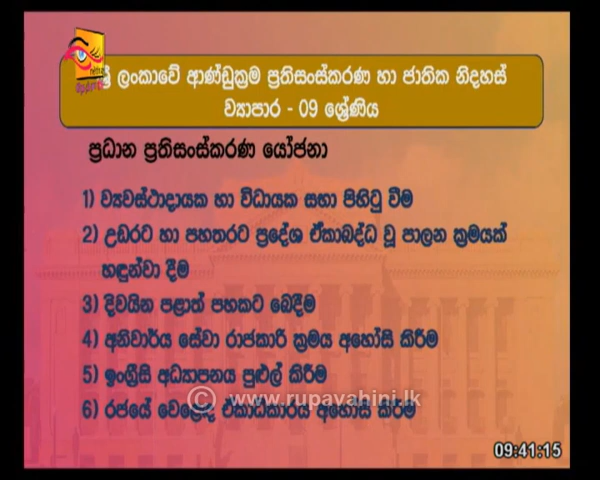 ශ්‍රී ලංකාවේ ආණ්ඩුක්‍රම ප්‍රතිසංස්කරණ හා ජාතික නිදහස්
ව්‍යාපාර - 09 ශ්‍රේණිය
ප්‍රධාන ප්‍රතිසංස්කරණ යෝජනා
1) ව්‍යවස්ථාදායක හා විධායක සභා පිහිටු වීම
2) උඩරට හා පහතරට ප්‍රදේශ ඒකාබද්ධ වූ පාලන ක්‍රමයක්
හඳුන්වා දීම
3) දිවයින පළාත් පහකට බෙදීම
4) අනිවාර්ය සේවා රාජකාරි ක්‍රමය අහෝසි කිරීම
5) ඉංග්‍රීසි අධ්‍යාපනය පුළුල් කිරීම
© www.rupavahini.lk
6) රජයේ වෙළෙඳ ඒකාධිකාරය අහෝසි කිරීම
09:41:15